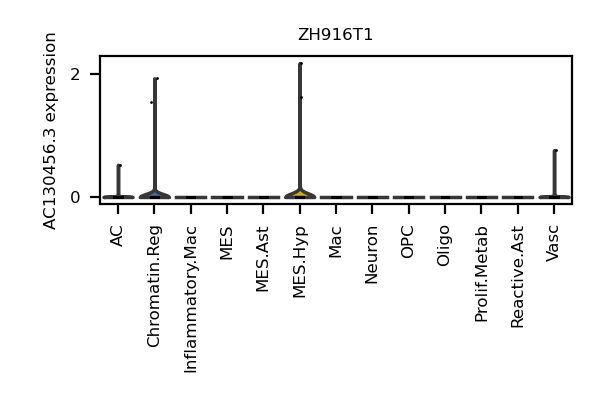 ZH916T1
AC130456.3 expression
2
0
AC
Chromatin.Reg
Inflammatory.Mac
MES
MES.Ast
MES.Hyp
Mac
Neuron
OPC
Oligo
Prolif.Metab
Reactive.Ast
Vasc